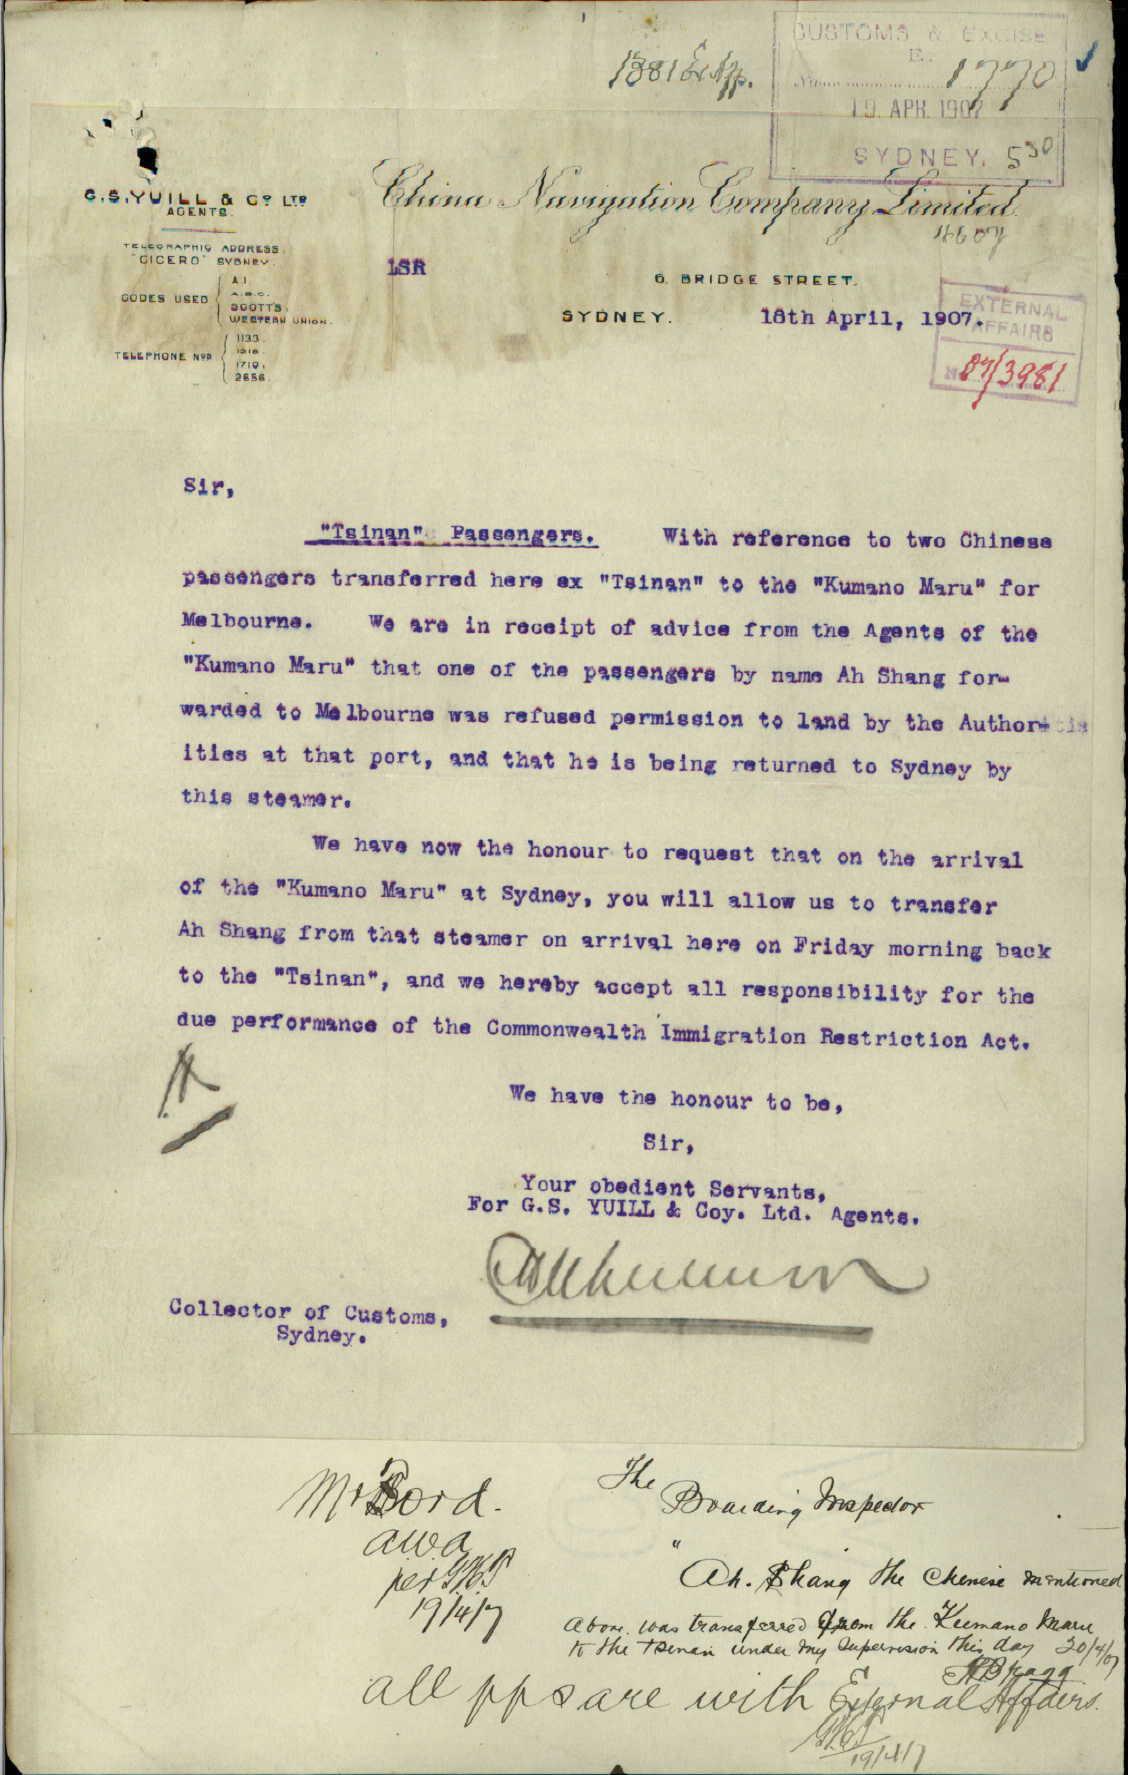 CUSTOMS & EXCISE
E.
No. 1770
19. APR. 1907
SYDNEY. 5 30
G.S. YUILL & Co LTD
AGENTS.
China Navigation Company Limited.
TELEGRAPHIC ADDRESS.
"CICERO" SYDNEY.
LSR
6. BRIDGE STREET.
CODES USED
A.1.
A.B.C.
SCOTTS.
WESTERN UNION.
SYDNEY. 18th April, 1907.
EXTERNAL
AFFAIRS
07/3981
TELEPHONE Nos
1133.
1710.
2656.
Sir,
"Tsinan" Passengers. With reference to two Chinese
passengers transferred here ex "Tsinan" to the "Kumano Maru" for
Melbourne. We are in receipt of advice from the Agents of the
"Kumano Maru" that one of the passengers by name Ah Shang for-
warded to Melbourne was refused permission to land by the Author-
ities at that port, and that he is being returned to Sydney by
this steamer.
We have now the honour to request that on the arrival
of the "Kumano Maru" at Sydney, you will allow us to transfer
Ah Shang from that steamer on arrival here on Friday morning back
to the "Tsinan", and we hereby accept all responsibility for the
due performance of the Commonwealth Immigration Restriction Act.
We have the honour to be,
Sir,
Your obedient Servants,
For G.S. YUILL & Coy. Ltd. Agents.
Collector of Customs,
Sydney.
Mr Bord.
awa
per
19/4/7
The
Boarding Inspector
"Ah. Shang the Chinese mentioned
above was transferred from the Kumano Maru
to the Tsinan under my supervision this day 20/4/07
all pps are with External Affairs.
19/4/7